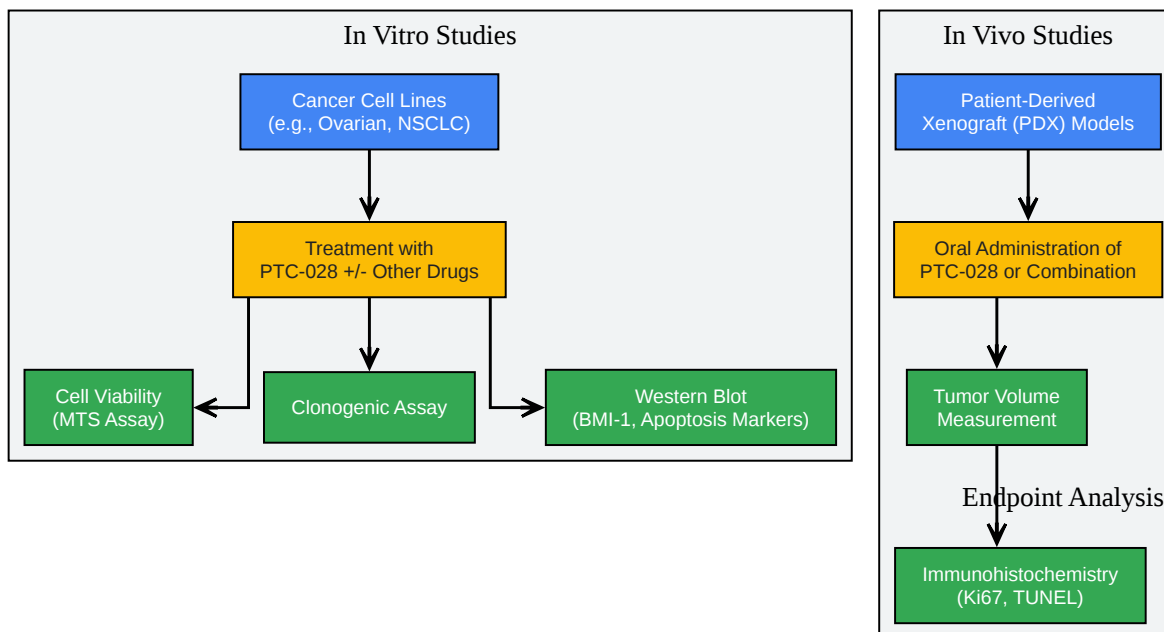 In Vitro Studies
Cancer Cell Lines
(e.g., Ovarian, NSCLC)
Treatment with
PTC-028 +/- Other Drugs
Cell Viability
(MTS Assay)
Clonogenic Assay
Western Blot
(BMI-1, Apoptosis Markers)
In Vivo Studies
Patient-Derived
Xenograft (PDX) Models
Oral Administration of
PTC-028 or Combination
Tumor Volume
Measurement
Endpoint Analysis
Immunohistochemistry
(Ki67, TUNEL)